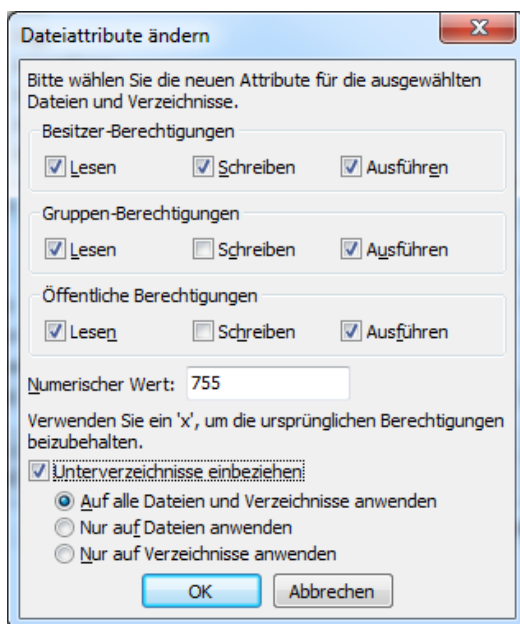 Dateiattribute ändern
Bitte wählen Sie die neuen Attribute für die ausgewählten
Dateien und Verzeichnisse.
Besitzer-Berechtigungen
Lesen Schreiben Ausführen
Gruppen-Berechtigungen
Lesen Schreiben Ausführen
Öffentliche Berechtigungen
Lesen Schreiben Ausführen
Numerischer Wert: 755
Verwenden Sie ein 'x', um die ursprünglichen Berechtigungen
beizubehalten.
Unterverzeichnisse einbeziehen
Auf alle Dateien und Verzeichnisse anwenden
Nur auf Dateien anwenden
Nur auf Verzeichnisse anwenden
OK Abbrechen